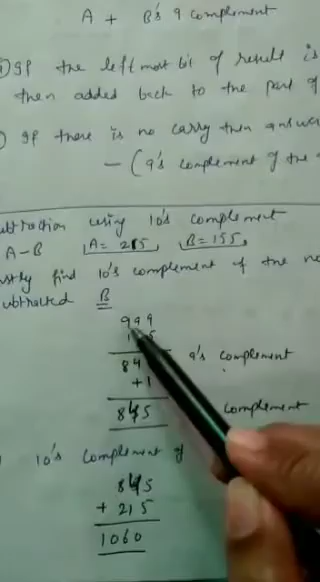 A + B's 9 complement
If the left most bit of result is
then added back to the part of
If there is no carry then answer
- (9's complement of the
subtraction using 10's complement
A-B A=215, B=155,
find 10's complement of the no
subtracted B
999
84 9's complement
+1
845 complement
10's complement of
845
+ 215
1060